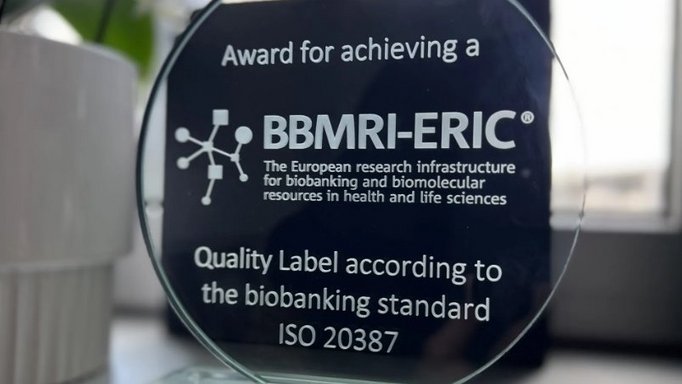 Award for achieving a
BBMRI-ERIC®
The European research infrastructure
for biobanking and biomolecular
resources in health and life sciences
Quality Label according to
the biobanking standard
ISO 20387